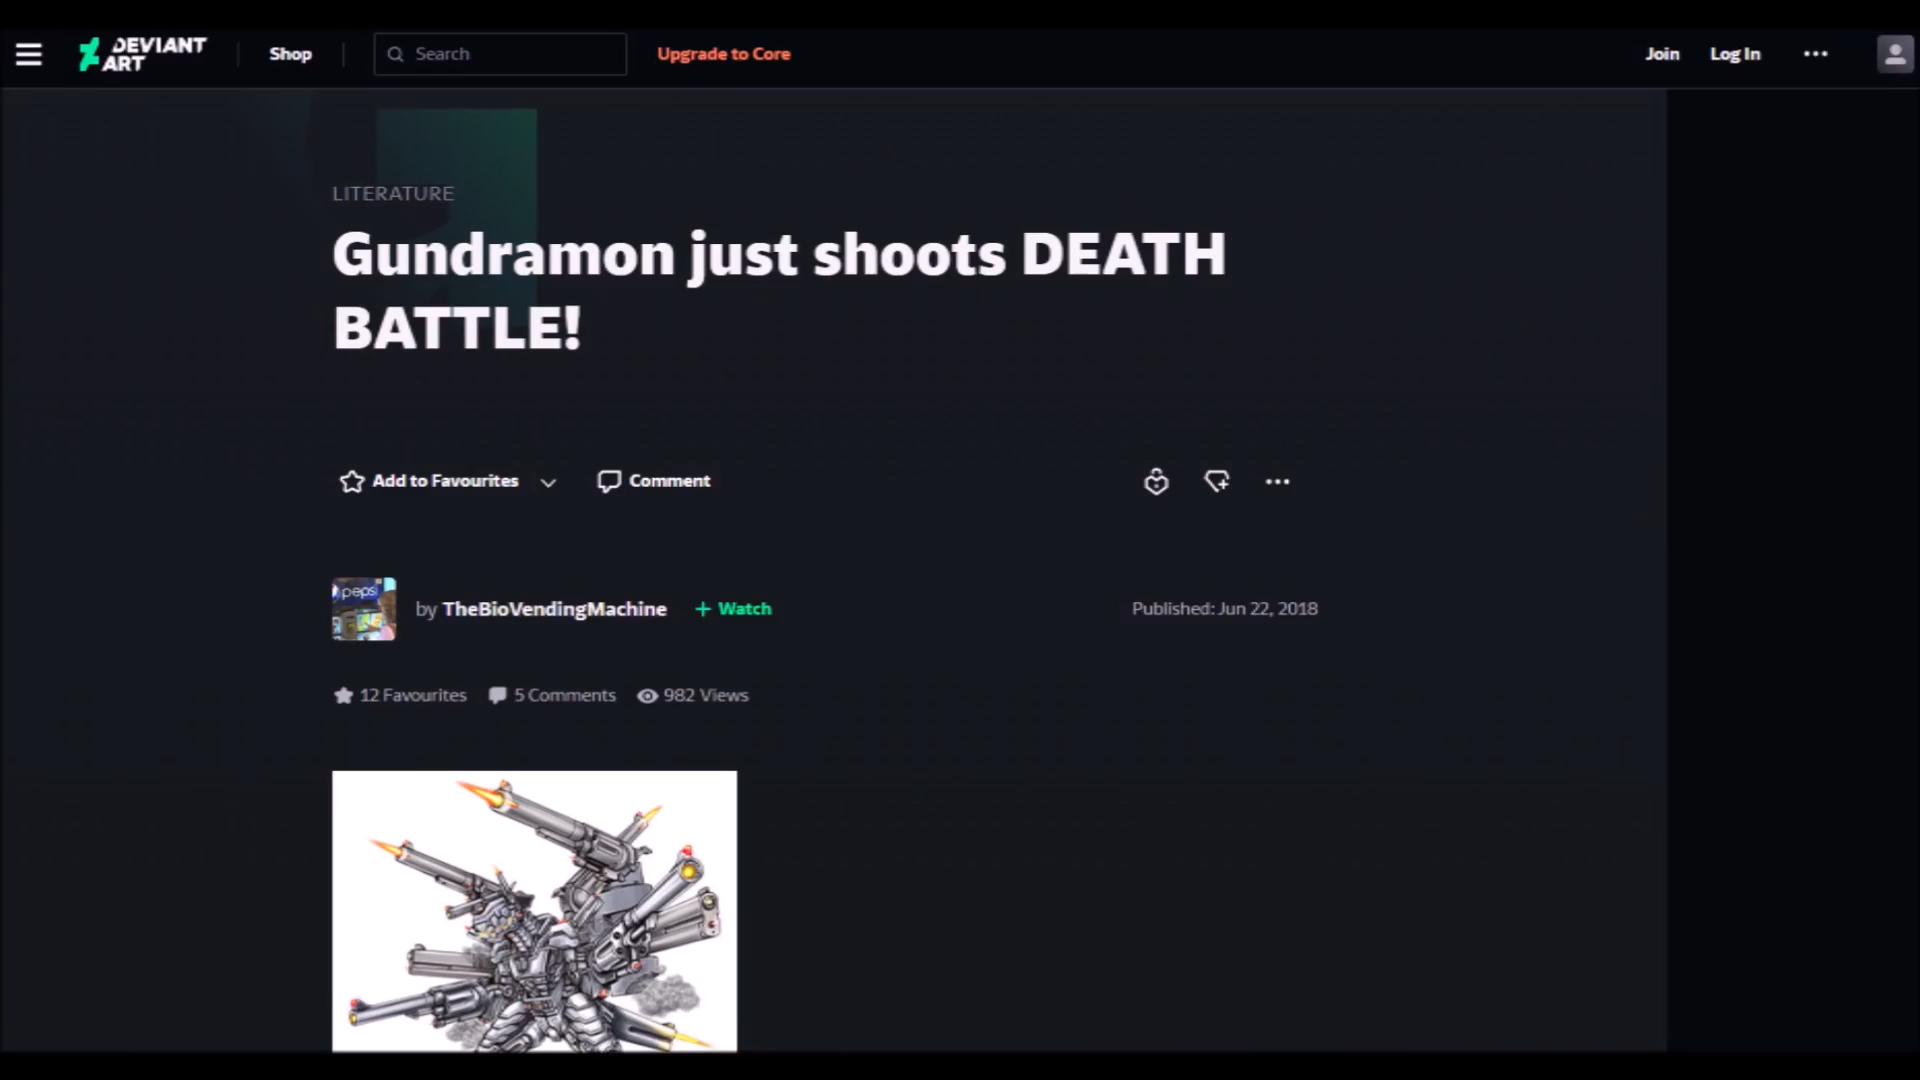 DEVIANT
ART
Shop
Search
Upgrade to Core
Join
Log In
LITERATURE
Gundramon just shoots DEATH
BATTLE!
Add to Favourites
Comment
pepsi
by TheBioVendingMachine
+ Watch
Published: Jun 22, 2018
12 Favourites
5 Comments
982 Views